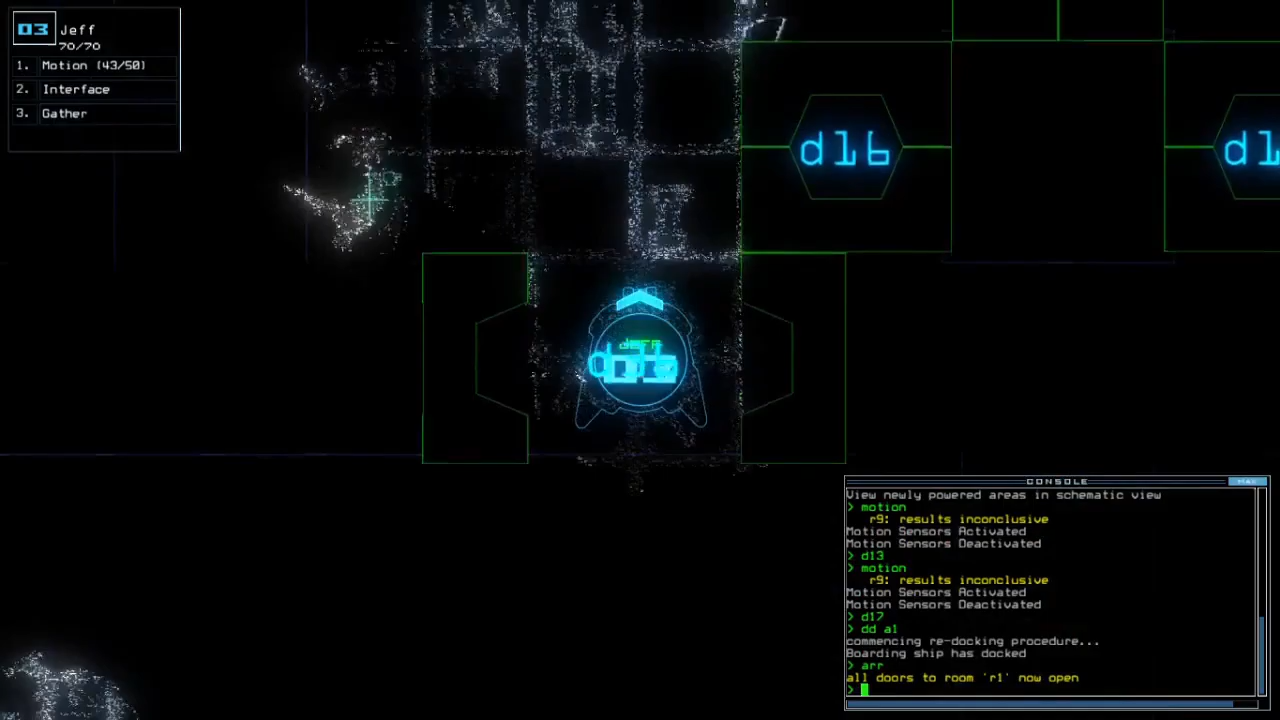 03 Jeff
70/70
1. Motion (43/50)
2. Interface
3. Gather
d16
d1
CONSOLE
View newly powered areas in schematic view
> motion
r9: results inconclusive
Motion Sensors Activated
Motion Sensors Deactivated
> d13
> motion
r9: results inconclusive
Motion Sensors Activated
Motion Sensors Deactivated
> d17
> dd a1
commencing re-docking procedure...
Boarding ship has docked
> arr
all doors to room 'r1' now open
>